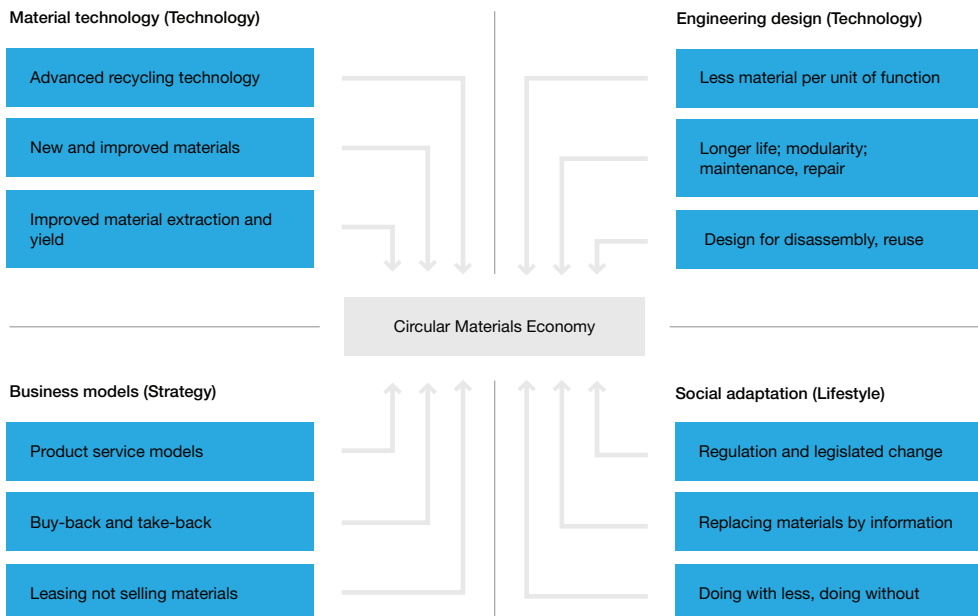 Material technology (Technology)
Advanced recycling technology
New and improved materials
Improved material extraction and
yield
Engineering design (Technology)
Less material per unit of function
Longer life; modularity;
maintenance, repair
Design for disassembly, reuse
Circular Materials Economy
Business models (Strategy)
Product service models
Buy-back and take-back
Leasing not selling materials
Social adaptation (Lifestyle)
Regulation and legislated change
Replacing materials by information
Doing with less, doing without